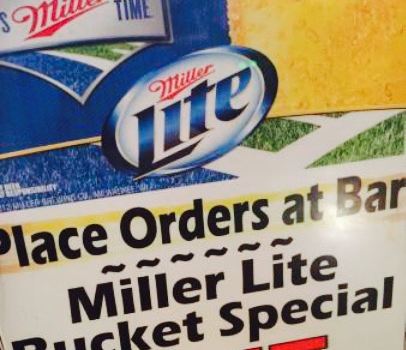 S Miller TIME
Miller
Lite
Place Orders at Bar
~ ~ ~ ~ ~ ~
Miller Lite
Bucket Special